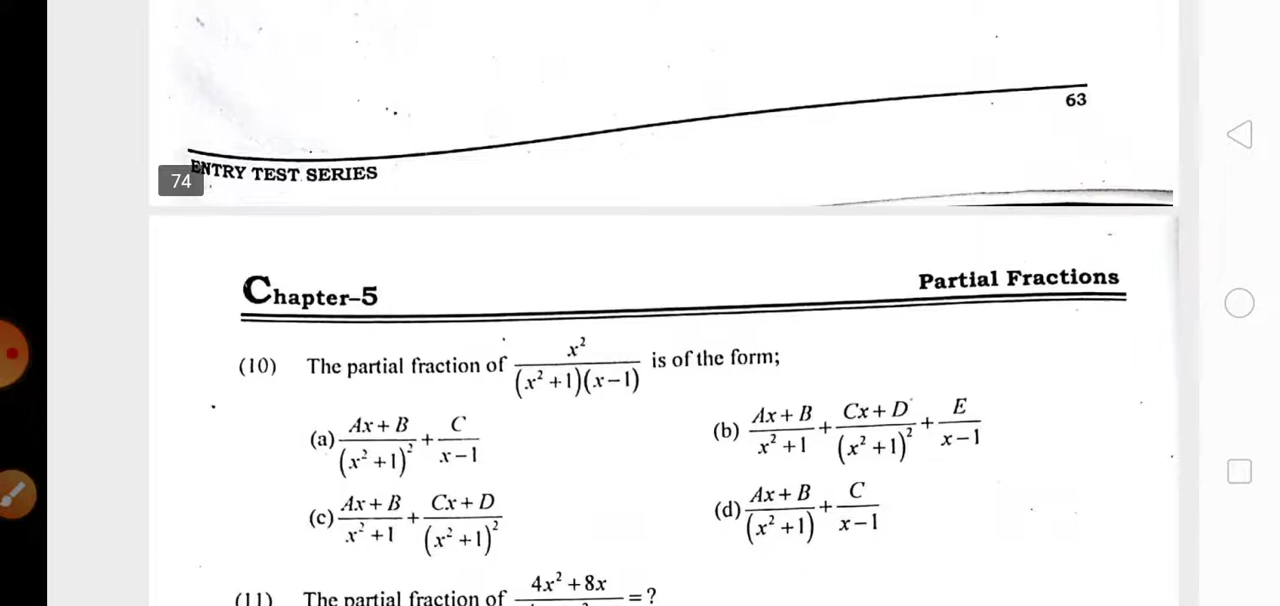 63
ENTRY TEST SERIES
74
Chapter-5
Partial Fractions
(10) The partial fraction of x²/(x²+1)(x-1) is of the form;
(a) Ax+B/(x²+1)² + C/x-1
(b) Ax+B/x²+1 + Cx+D/(x²+1)² + E/x-1
(c) Ax+B/x²+1 + Cx+D/(x²+1)²
(d) Ax+B/(x²+1) + C/x-1
(11) The partial fraction of 4x²+8x = ?